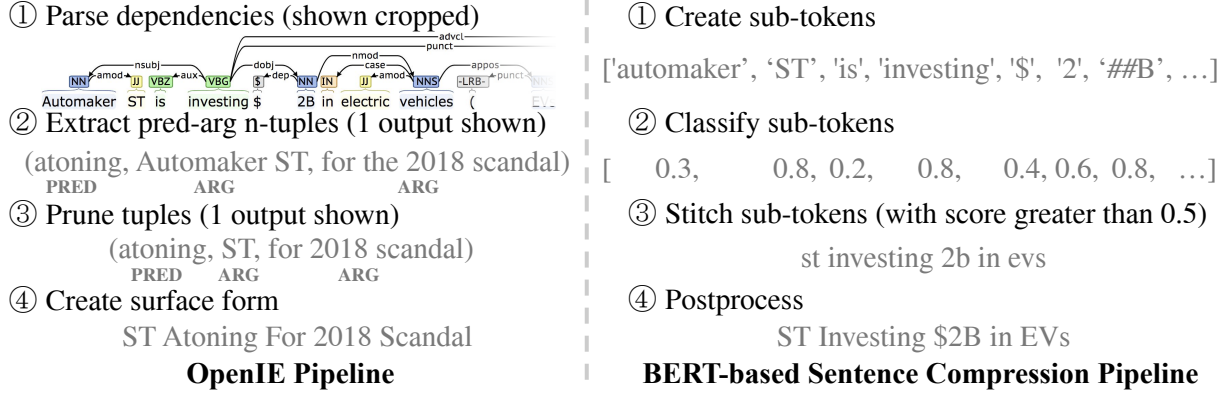 ① Parse dependencies (shown cropped)
advcl
punct
nsubj dobj nmod
amod aux dep case amod appos punct
NN JJ VBZ VBG $ NN IN JJ NNS -LRB- NN
Automaker ST is investing $ 2B in electric vehicles ( EVs
② Extract pred-arg n-tuples (1 output shown)
(atoning, Automaker ST, for the 2018 scandal)
PRED ARG ARG
③ Prune tuples (1 output shown)
(atoning, ST, for 2018 scandal)
PRED ARG ARG
④ Create surface form
ST Atoning For 2018 Scandal
OpenIE Pipeline
① Create sub-tokens
['automaker’, ‘ST’, 'is', 'investing', '$', '2', ‘##B’, …]
② Classify sub-tokens
[ 0.3, 0.8, 0.2, 0.8, 0.4, 0.6, 0.8, …]
③ Stitch sub-tokens (with score greater than 0.5)
st investing 2b in evs
④ Postprocess
ST Investing $2B in EVs
BERT-based Sentence Compression Pipeline